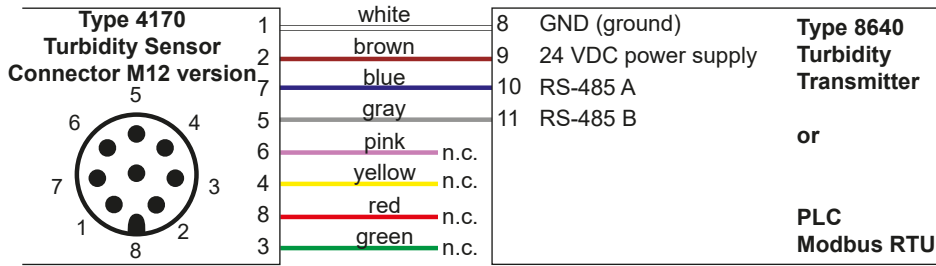 Type 4170
Turbidity Sensor
Connector M12 version
5
6 4
7 3
1 2
8
1 white 8 GND (ground)
2 brown 9 24 VDC power supply
7 blue 10 RS-485 A
5 gray 11 RS-485 B
6 pink n.c.
4 yellow n.c.
8 red n.c.
3 green n.c.
Type 8640
Turbidity
Transmitter
or
PLC
Modbus RTU